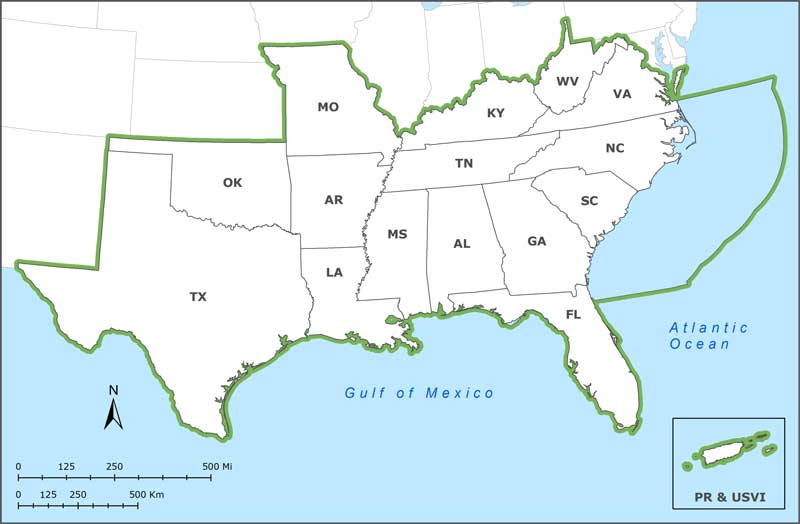 WV
MO
VA
KY
NC
TN
OK
AR
SC
MS
AL
GA
LA
TX
FL
Atlantic
Ocean
Gulf of Mexico
N
0 125 250 500 Mi
0 125 250 500 Km
PR & USVI